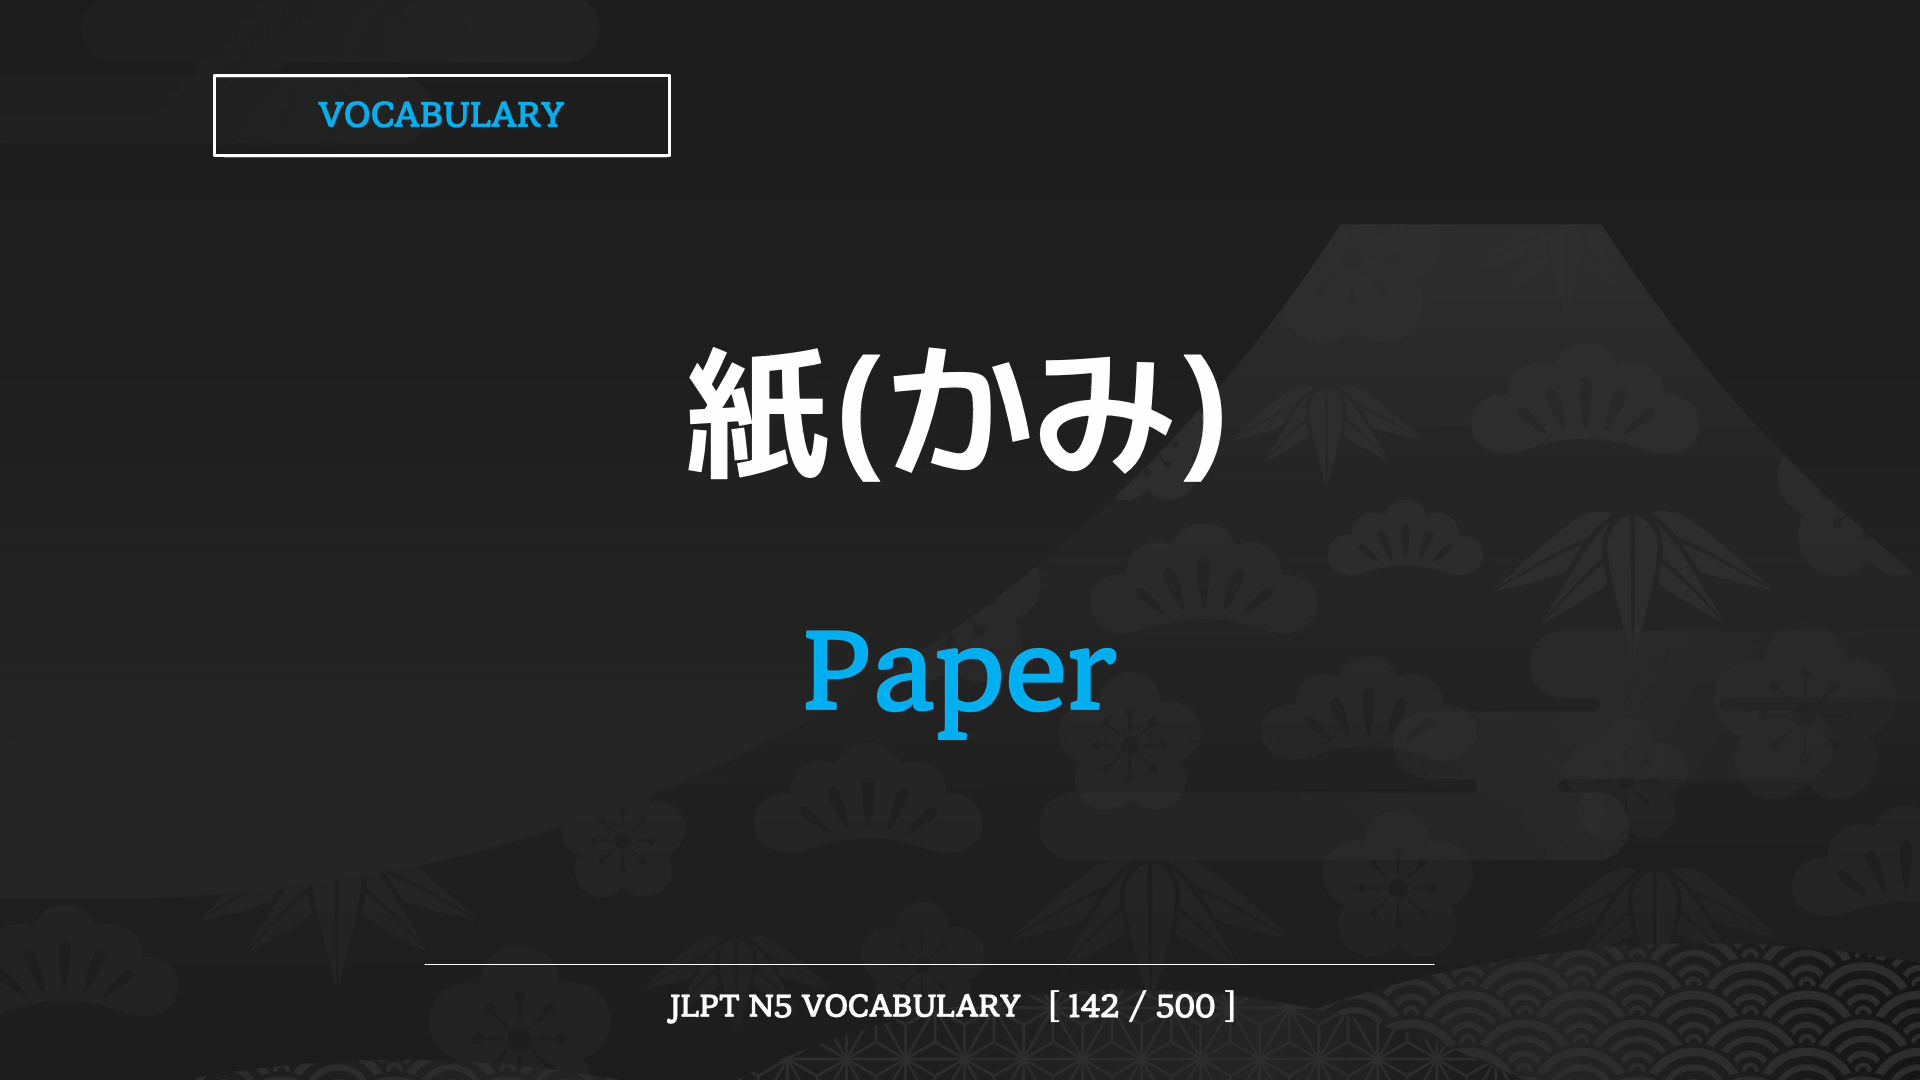 VOCABULARY
紙(かみ)
Paper
JLPT N5 VOCABULARY [ 142 / 500 ]